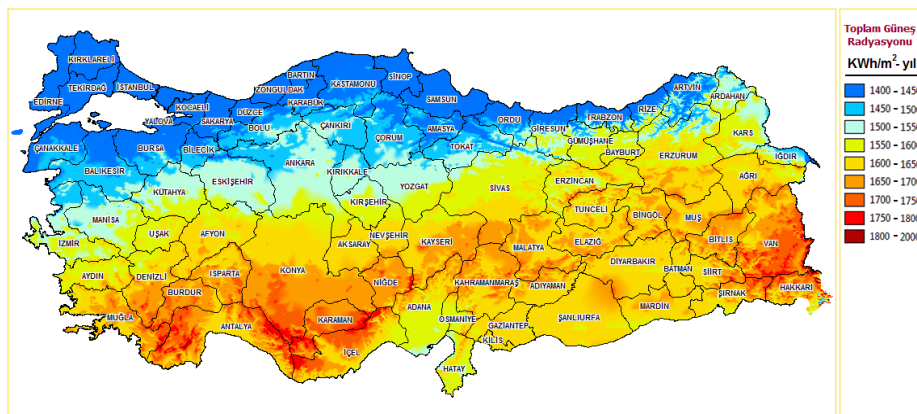 KIRKLARELİ
TEKİRDAĞ
İSTANBUL
EDİRNE
KOCAELİ
YALOVA
SAKARYA
DÜZCE
ZONGULDAK
BARTIN
KARABÜK
KASTAMONU
SİNOP
SAMSUN
BOLU
ÇANKIRI
ÇORUM
AMASYA
TOKAT
ORDU
GİRESUN
TRABZON
RİZE
ARTVİN
ARDAHAN
KARS
IĞDIR
GÜMÜŞHANE
BAYBURT
ERZURUM
AĞRI
ÇANAKKALE
BALIKESİR
BURSA
BİLECİK
KÜTAHYA
ESKİŞEHİR
ANKARA
KIRIKKALE
KIRŞEHİR
YOZGAT
SİVAS
ERZİNCAN
TUNCELİ
BİNGÖL
MUŞ
BİTLİS
VAN
MANİSA
UŞAK
AFYON
İZMİR
AYDIN
DENİZLİ
ISPARTA
BURDUR
MUĞLA
ANTALYA
KONYA
AKSARAY
NEVŞEHİR
NİĞDE
KAYSERİ
KARAMAN
İÇEL
ADANA
OSMANİYE
HATAY
KAHRAMANMARAŞ
MALATYA
ELAZIĞ
ADIYAMAN
GAZİANTEP
KİLİS
ŞANLIURFA
DİYARBAKIR
BATMAN
MARDİN
SİİRT
ŞIRNAK
HAKKARİ
Toplam Güneş
Radyasyonu
KWh/m²- yıl
1400 - 1450
1450 - 1500
1500 - 1550
1550 - 1600
1600 - 1650
1650 - 1700
1700 - 1750
1750 - 1800
1800 - 2000